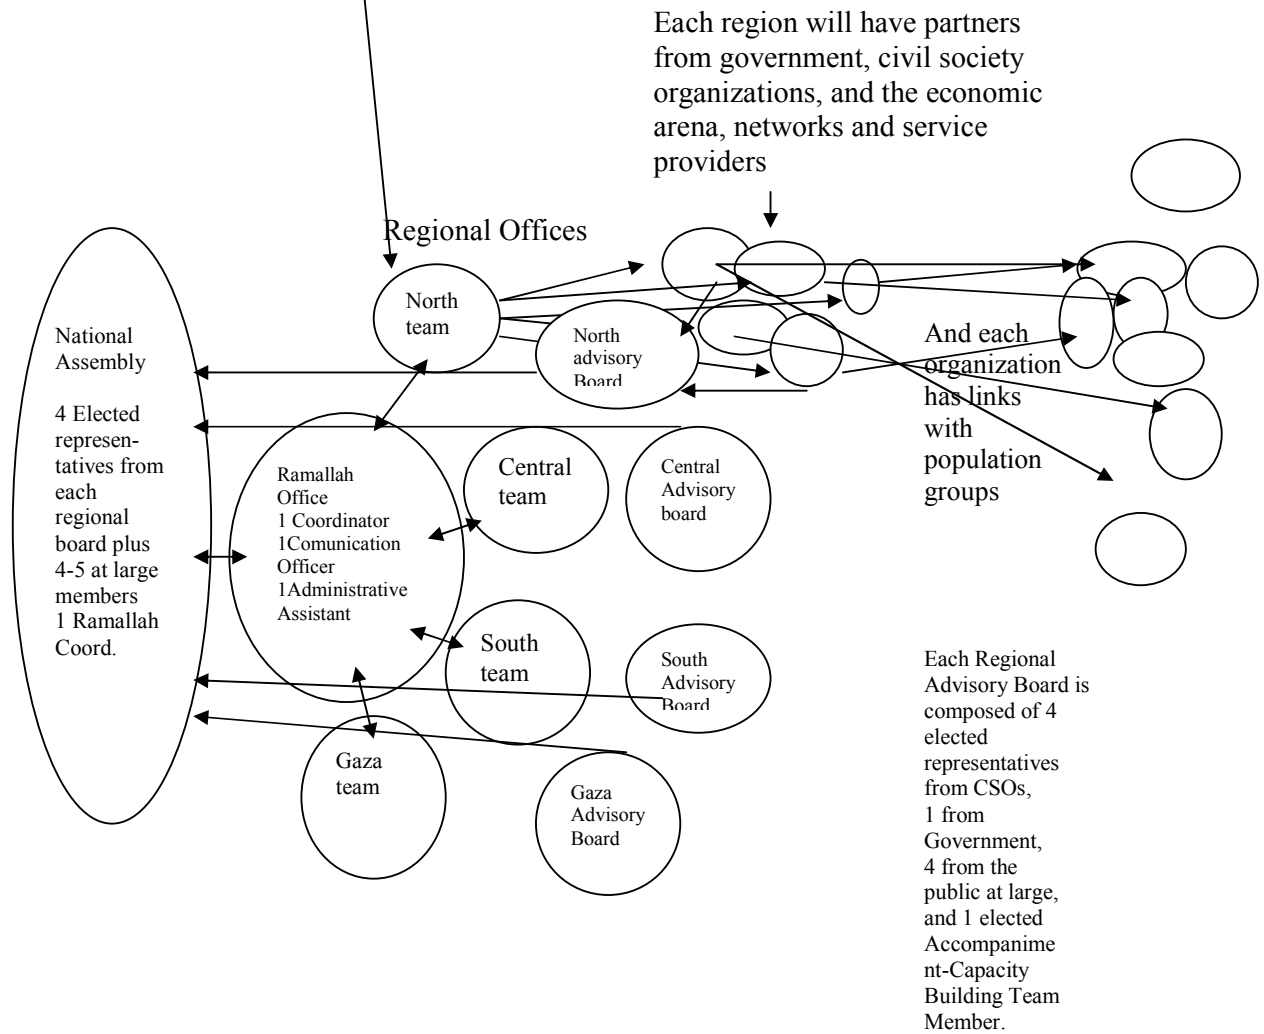 Each region will have partners
from government, civil society
organizations, and the economic
arena, networks and service
providers
Regional Offices
North
team
North
advisory
Board
National
Assembly
4 Elected
represen-
tatives from
each
regional
board plus
4-5 at large
members
1 Ramallah
Coord.
And each
organization
has links
with
population
groups
Ramallah
Office
1 Coordinator
1Comunication
Officer
1Administrative
Assistant
Central
team
Central
Advisory
board
South
team
South
Advisory
Board
Gaza
team
Gaza
Advisory
Board
Each Regional
Advisory Board is
composed of 4
elected
representatives
from CSOs,
1 from
Government,
4 from the
public at large,
and 1 elected
Accompanime
nt-Capacity
Building Team
Member.